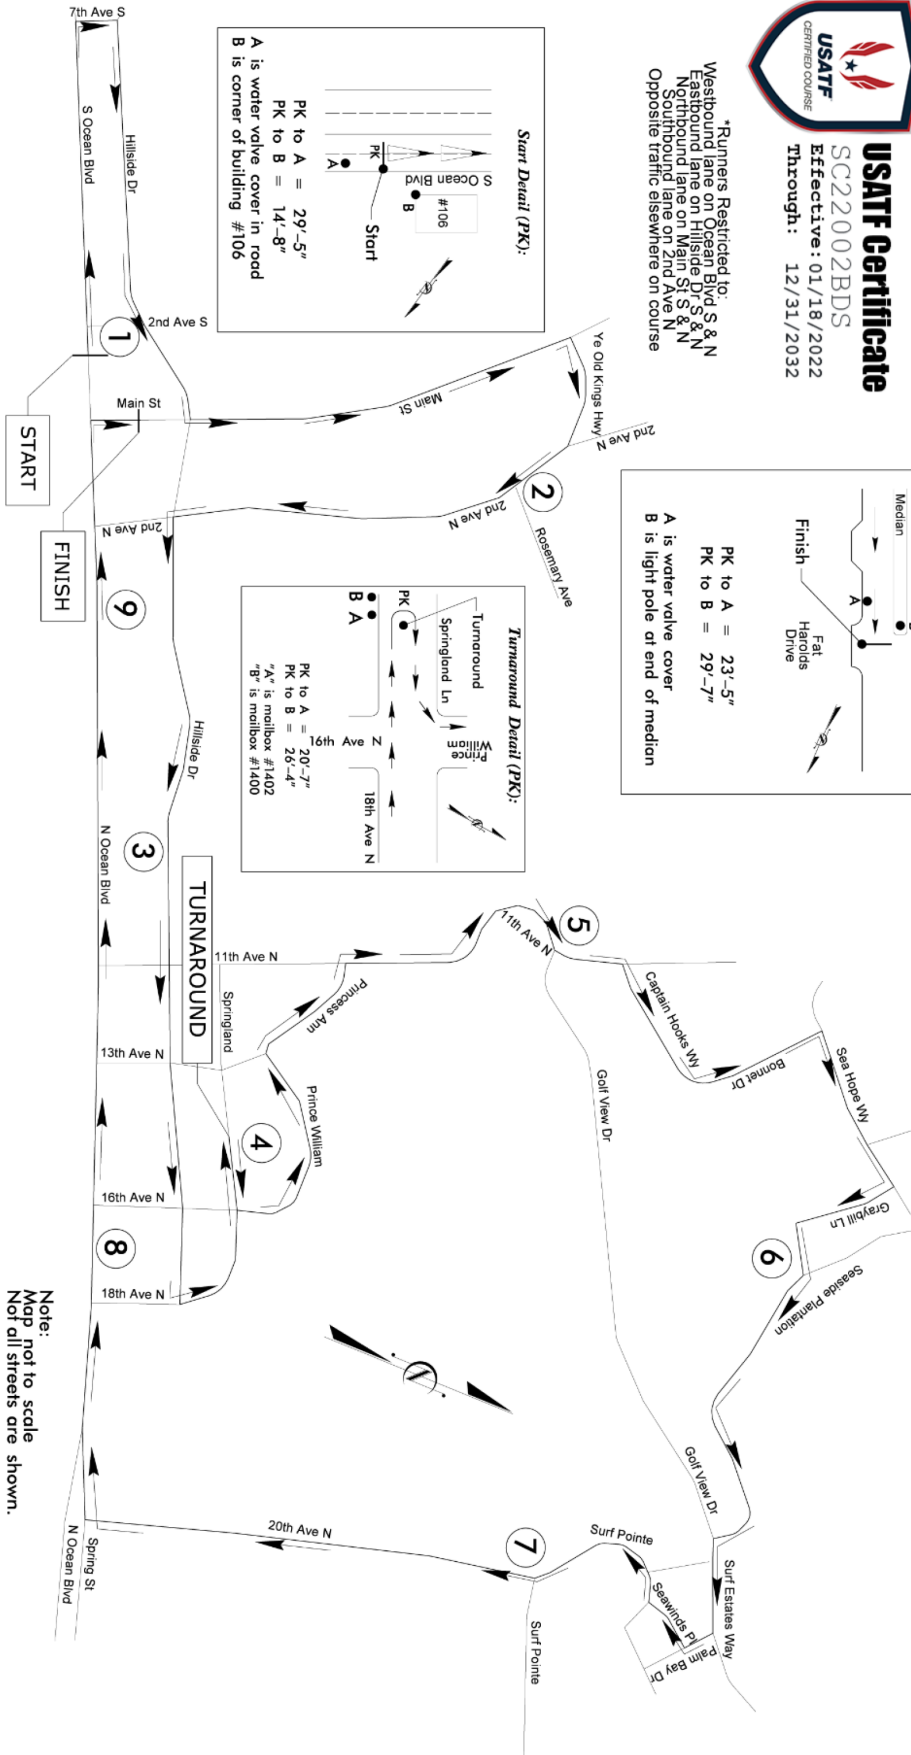 USATF
CERTIFIED COURSE
USATF Certificate
SC22002BDS
Effective: 01/18/2022
Through: 12/31/2032
*Runners Restricted to:
Westbound lane on Ocean Blvd S & N
Eastbound lane on Hillside Dr S & N
Northbound lane on Main St S & N
Southbound lane on 2nd Ave N
Opposite traffic elsewhere on course
Start Detail (PK):
S Ocean Blvd
#106
PK
A
B
Start
PK to A = 29'-5"
PK to B = 14'-8"
A is water valve cover in road
B is corner of building #106
Median
A
Finish
Fat
Harolds
Drive
PK to A = 23'-5"
PK to B = 29'-7"
A is water valve cover
B is light pole at end of median
Turnaround Detail (PK):
Turnaround
Springland Ln
Prince
William
PK
B
A
16th Ave N
18th Ave N
PK to A = 20'-7"
PK to B = 26'-4"
"A" is mailbox #1402
"B" is mailbox #1400
7th Ave S
Hillside Dr
S Ocean Blvd
2nd Ave S
1
Main St
START
FINISH
Main St
Ye Old Kings Hwy
2nd Ave N
2
2nd Ave N
Rosemary Ave
2nd Ave N
9
Hillside Dr
3
N Ocean Blvd
TURNAROUND
11th Ave N
Springland
13th Ave N
Princess Ann
Prince William
4
16th Ave N
8
18th Ave N
11th Ave N
5
Captain Hooks Wy
Bonnet Dr
Sea Hope Wy
Golf View Dr
Graybill Ln
6
Seaside Plantation
Golf View Dr
Surf Estates Way
Palm Bay Dr
Seawinds Pl
Surf Pointe
7
Surf Pointe
20th Ave N
Spring St
N Ocean Blvd
Note:
Map not to scale
Not all streets are shown.